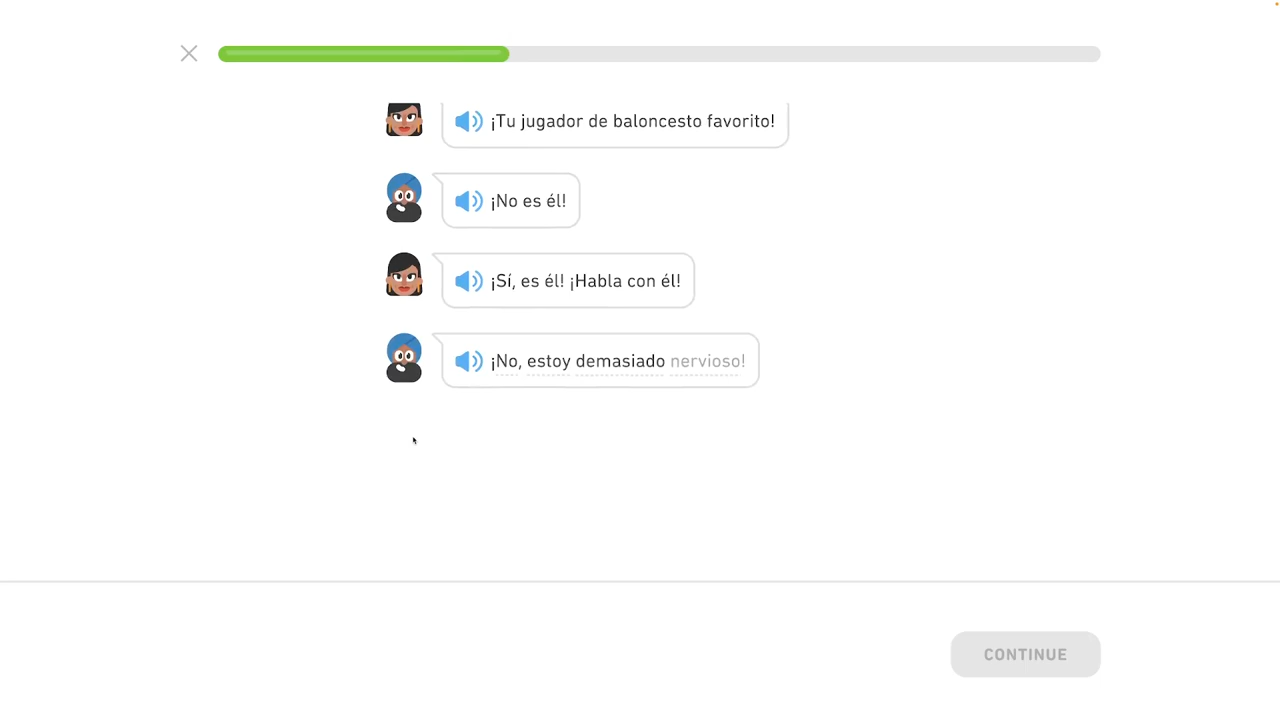 ¡Tu jugador de baloncesto favorito!
¡No es él!
¡Sí, es él! ¡Habla con él!
¡No, estoy demasiado nervioso!
CONTINUE